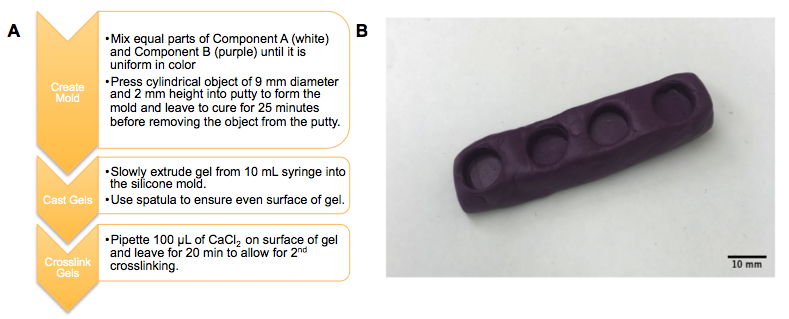 A
B
Create
Mold
•Mix equal parts of Component A (white)
and Component B (purple) until it is
uniform in color
•Press cylindrical object of 9 mm diameter
and 2 mm height into putty to form the
mold and leave to cure for 25 minutes
before removing the object from the putty.
Cast Gels
•Slowly extrude gel from 10 mL syringe into
the silicone mold.
•Use spatula to ensure even surface of gel.
Crosslink
Gels
•Pipette 100 µL of CaCl₂ on surface of gel
and leave for 20 min to allow for 2ⁿᵈ
crosslinking.
10 mm